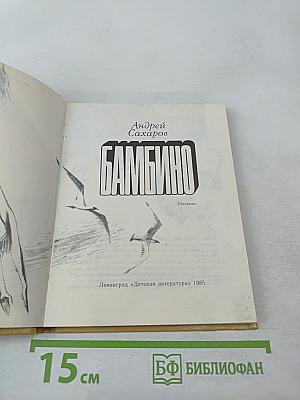 Андрей
Сахаров
БАМБИНО
Рассказы
Ленинград «Детская литература» 1985
15 см
БФ БИБЛИОФАН